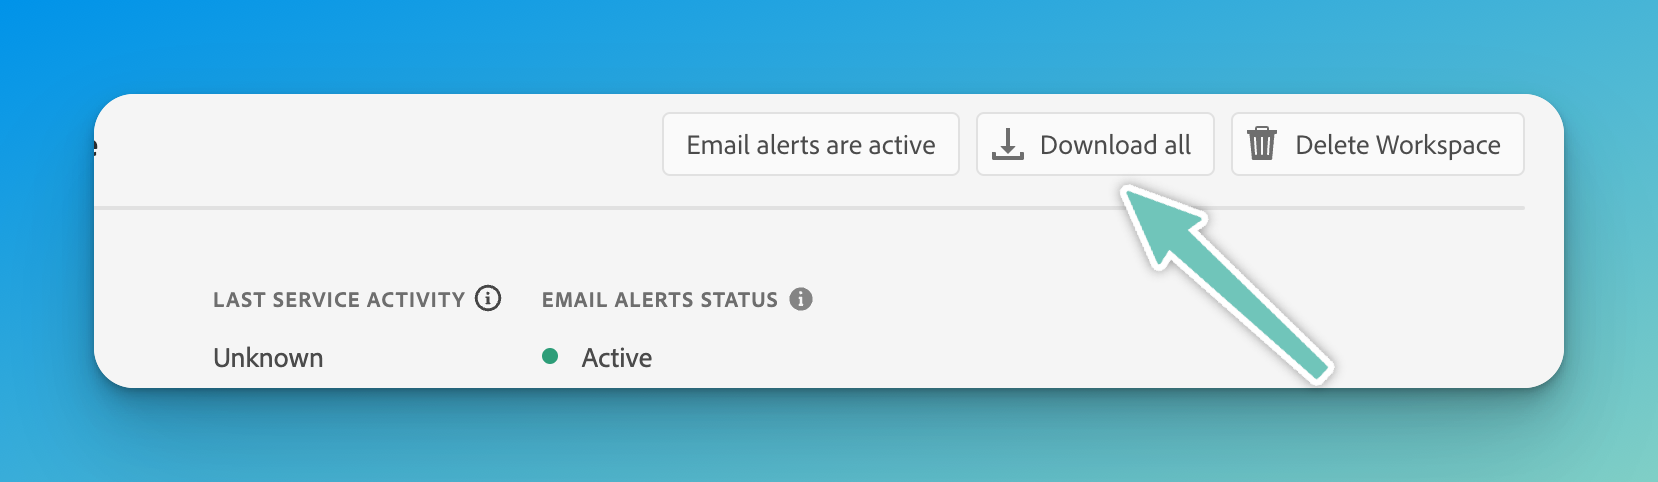 Email alerts are active
Download all
Delete Workspace
LAST SERVICE ACTIVITY
EMAIL ALERTS STATUS
Unknown
Active